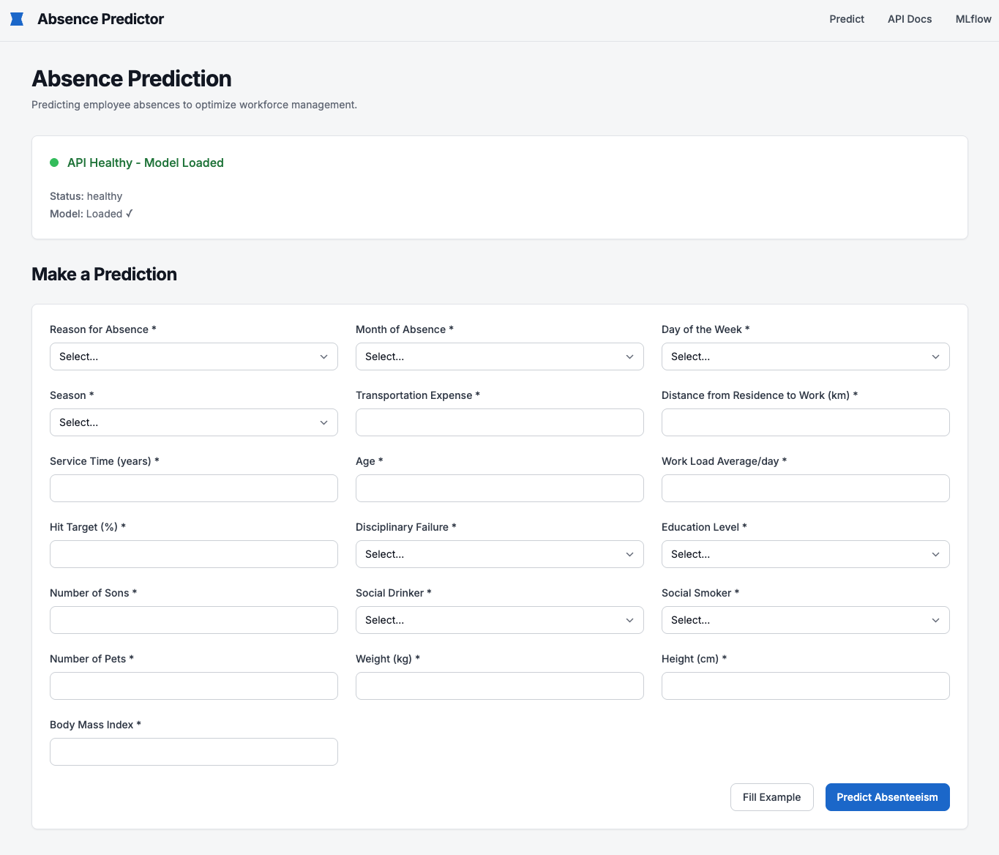 Absence Predictor
Predict
API Docs
MLflow
Absence Prediction
Predicting employee absences to optimize workforce management.
API Healthy - Model Loaded
Status: healthy
Model: Loaded ✓
Make a Prediction
Reason for Absence *
Month of Absence *
Day of the Week *
Select...
Select...
Select...
Season *
Transportation Expense *
Distance from Residence to Work (km) *
Select...
Service Time (years) *
Age *
Work Load Average/day *
Hit Target (%) *
Disciplinary Failure *
Education Level *
Select...
Select...
Number of Sons *
Social Drinker *
Social Smoker *
Select...
Select...
Number of Pets *
Weight (kg) *
Height (cm) *
Body Mass Index *
Fill Example
Predict Absenteeism